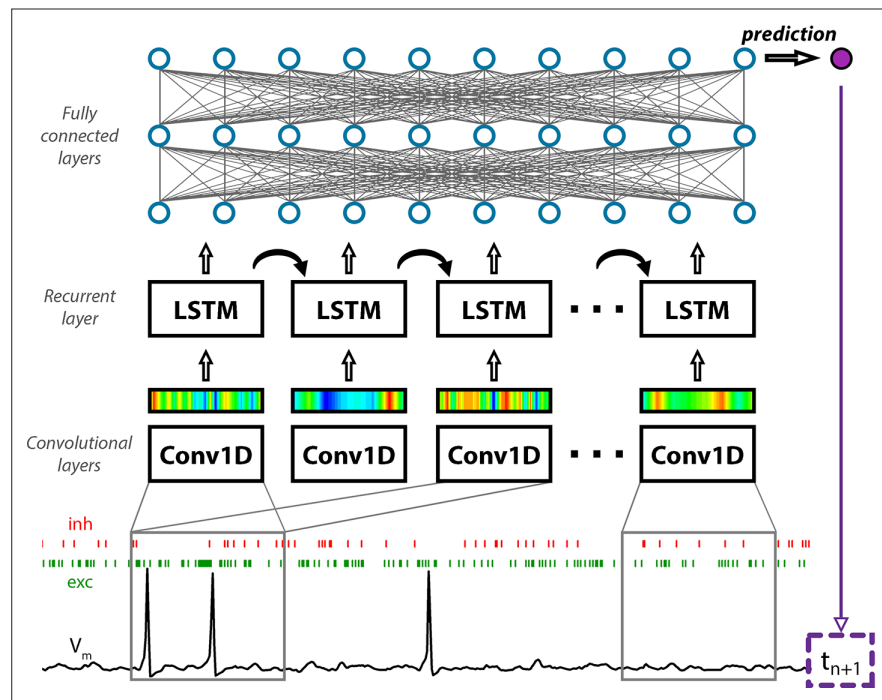 prediction
Fully
connected
layers
Recurrent
layer
LSTM LSTM LSTM ... LSTM
Convolutional
layers
Conv1D Conv1D Conv1D ... Conv1D
inh
exc
Vm
tn+1